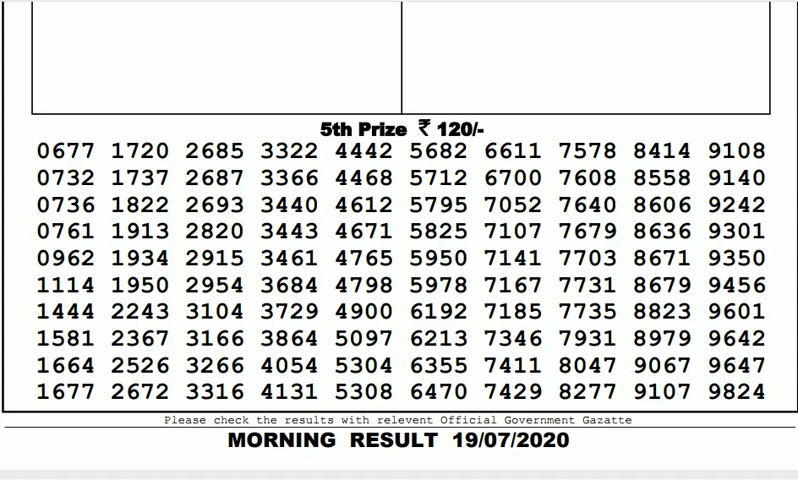 5th Prize ₹ 120/-
0677 1720 2685 3322 4442 5682 6611 7578 8414 9108
0732 1737 2687 3366 4468 5712 6700 7608 8558 9140
0736 1822 2693 3440 4612 5795 7052 7640 8606 9242
0761 1913 2820 3443 4671 5825 7107 7679 8636 9301
0962 1934 2915 3461 4765 5950 7141 7703 8671 9350
1114 1950 2954 3684 4798 5978 7167 7731 8679 9456
1444 2243 3104 3729 4900 6192 7185 7735 8823 9601
1581 2367 3166 3864 5097 6213 7346 7931 8979 9642
1664 2526 3266 4054 5304 6355 7411 8047 9067 9647
1677 2672 3316 4131 5308 6470 7429 8277 9107 9824
Please check the results with relevent Official Government Gazatte
MORNING RESULT 19/07/2020